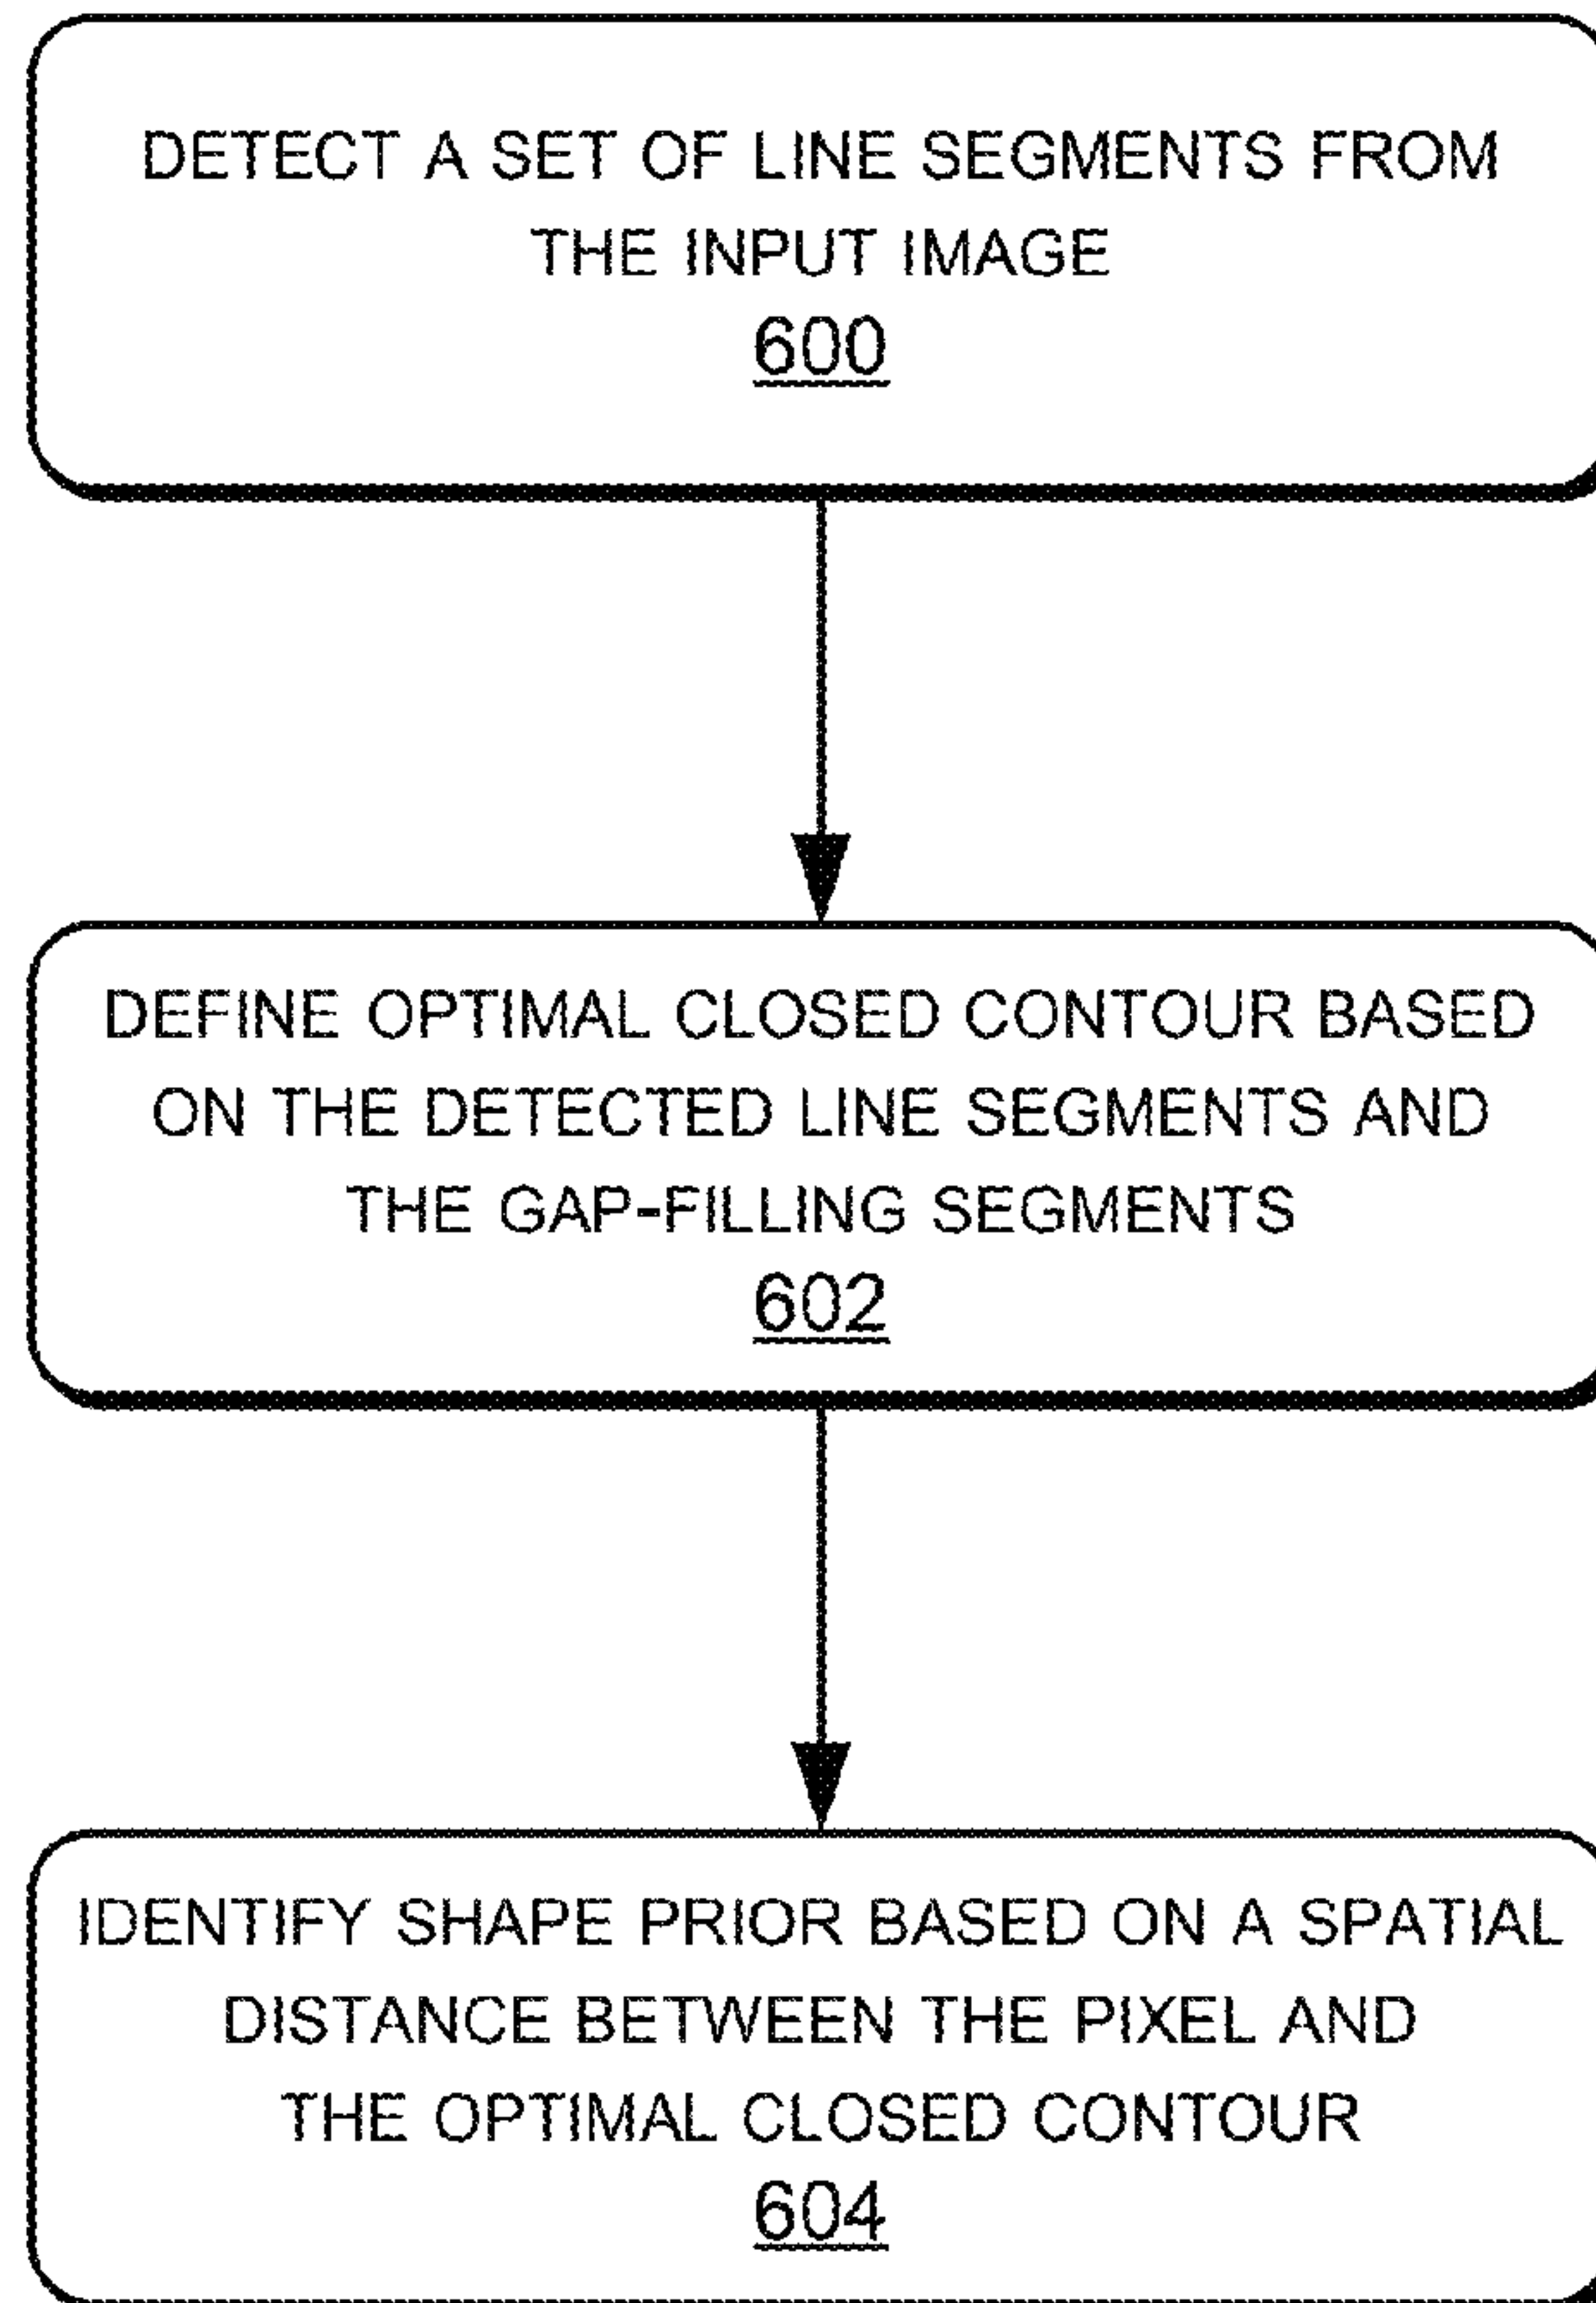 DETECT A SET OF LINE SEGMENTS FROM
THE INPUT IMAGE
600
DEFINE OPTIMAL CLOSED CONTOUR BASED
ON THE DETECTED LINE SEGMENTS AND
THE GAP-FILLING SEGMENTS
602
IDENTIFY SHAPE PRIOR BASED ON A SPATIAL
DISTANCE BETWEEN THE PIXEL AND
THE OPTIMAL CLOSED CONTOUR
604